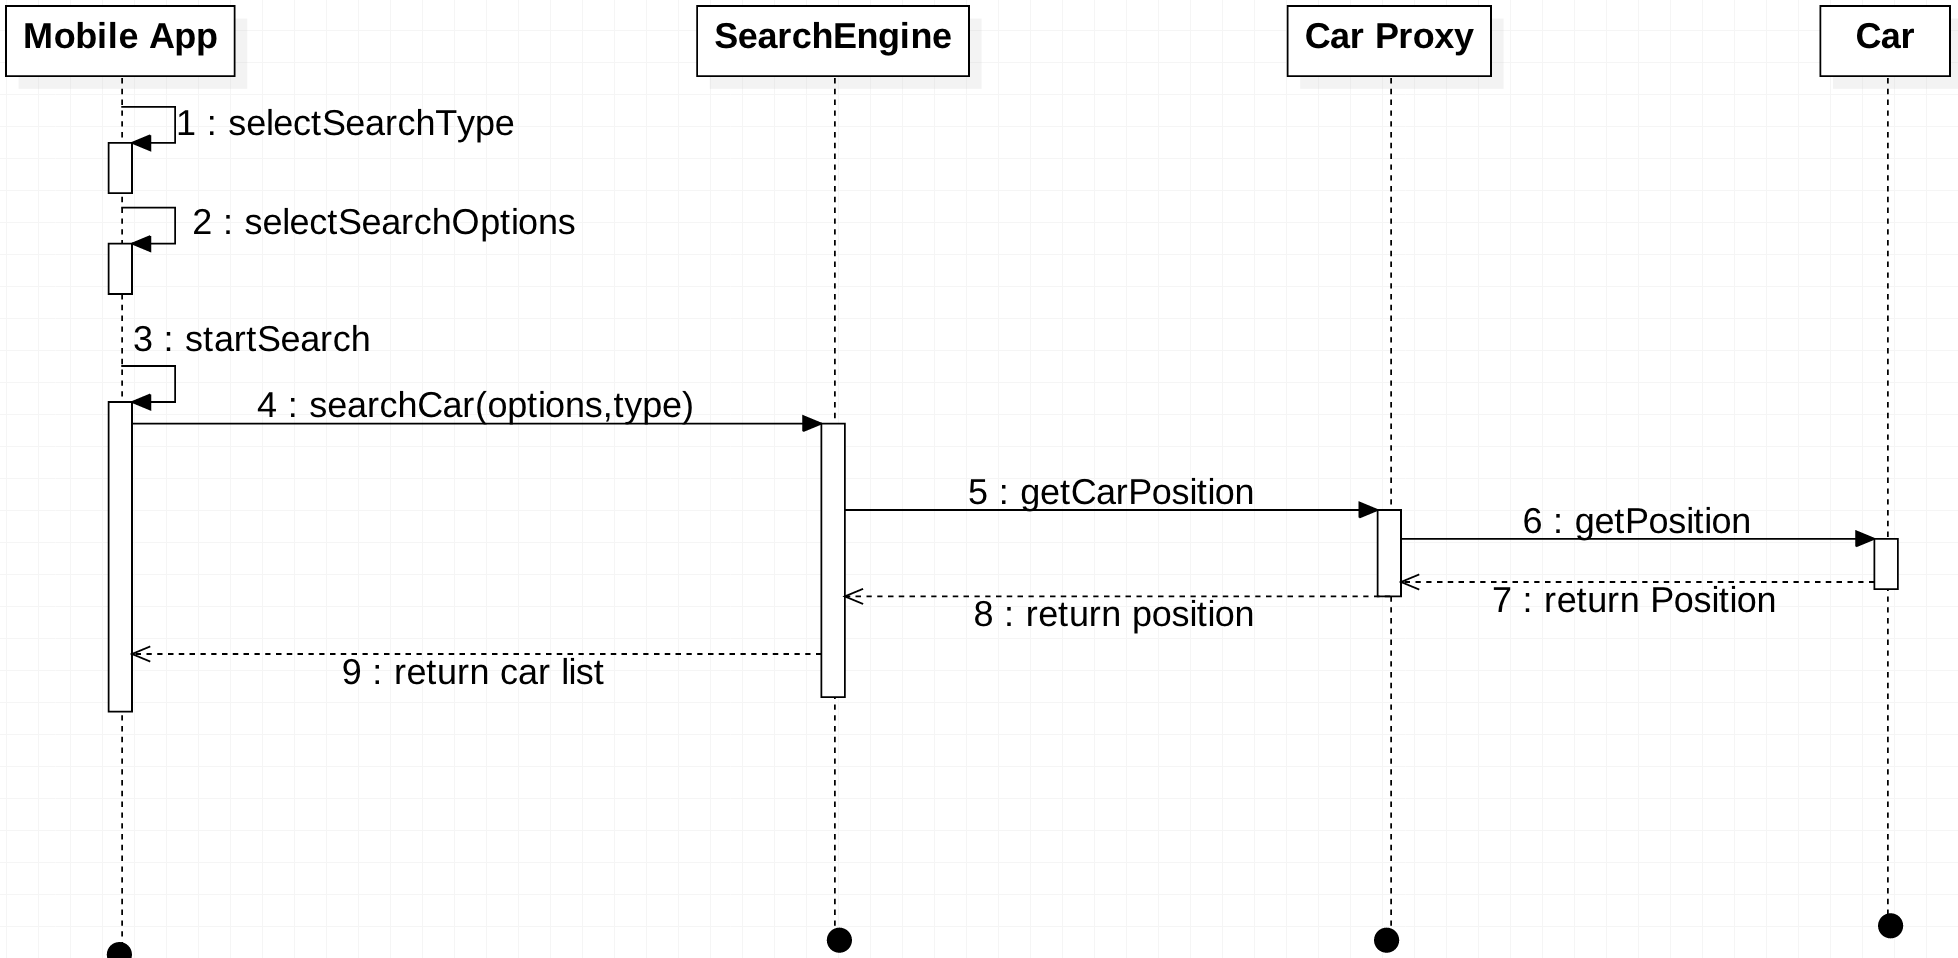 Mobile App
SearchEngine
Car Proxy
Car
1 : selectSearchType
2 : selectSearchOptions
3 : startSearch
4 : searchCar(options,type)
5 : getCarPosition
6 : getPosition
7 : return Position
8 : return position
9 : return car list